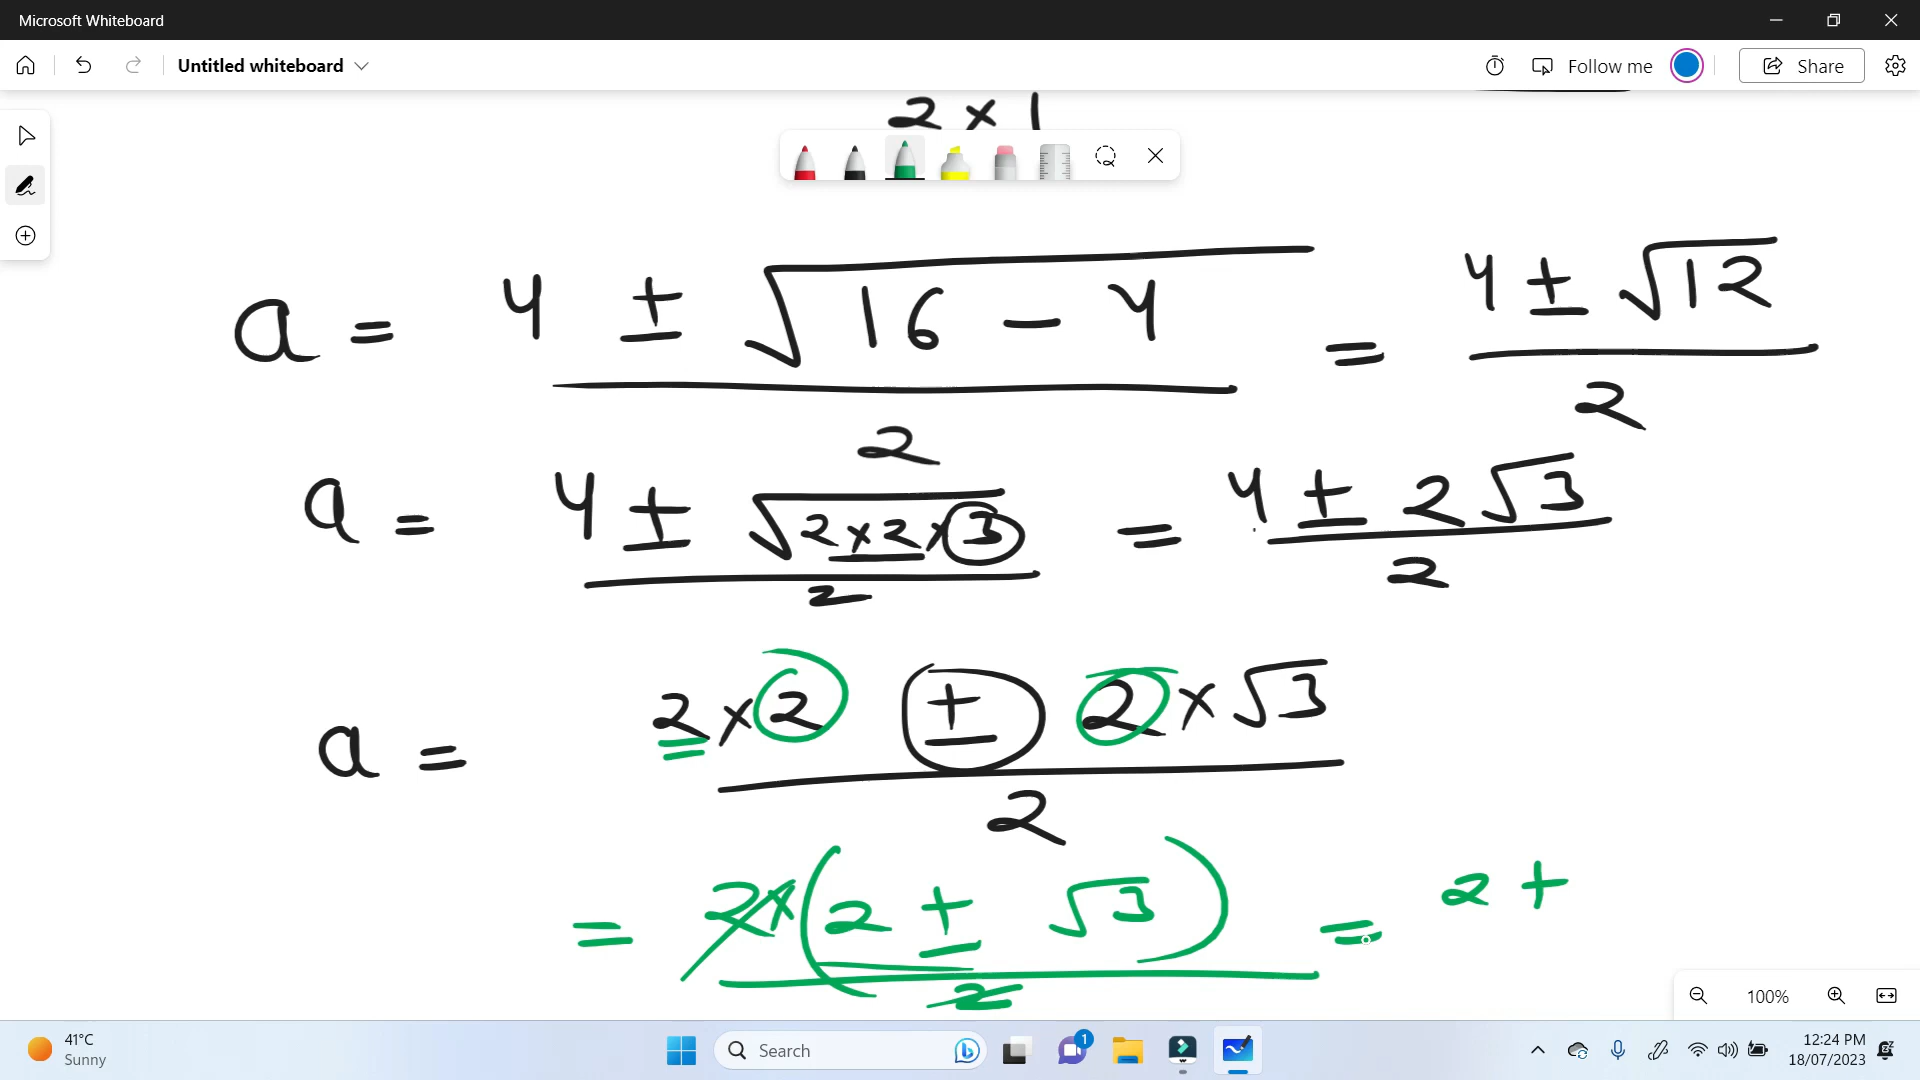 Microsoft Whiteboard
Untitled whiteboard
Follow me
Share
2 × 1
a = 4 ± √16 - 4 / 2 = 4 ± √12 / 2
a = 4 ± √2×2×3 / 2 = 4 ± 2√3 / 2
a = 2×2 ± 2×√3 / 2
= 2×(2 ± √3) / 2 = 2 +
100%
41°C
Sunny
Search
1
12:24 PM
18/07/2023